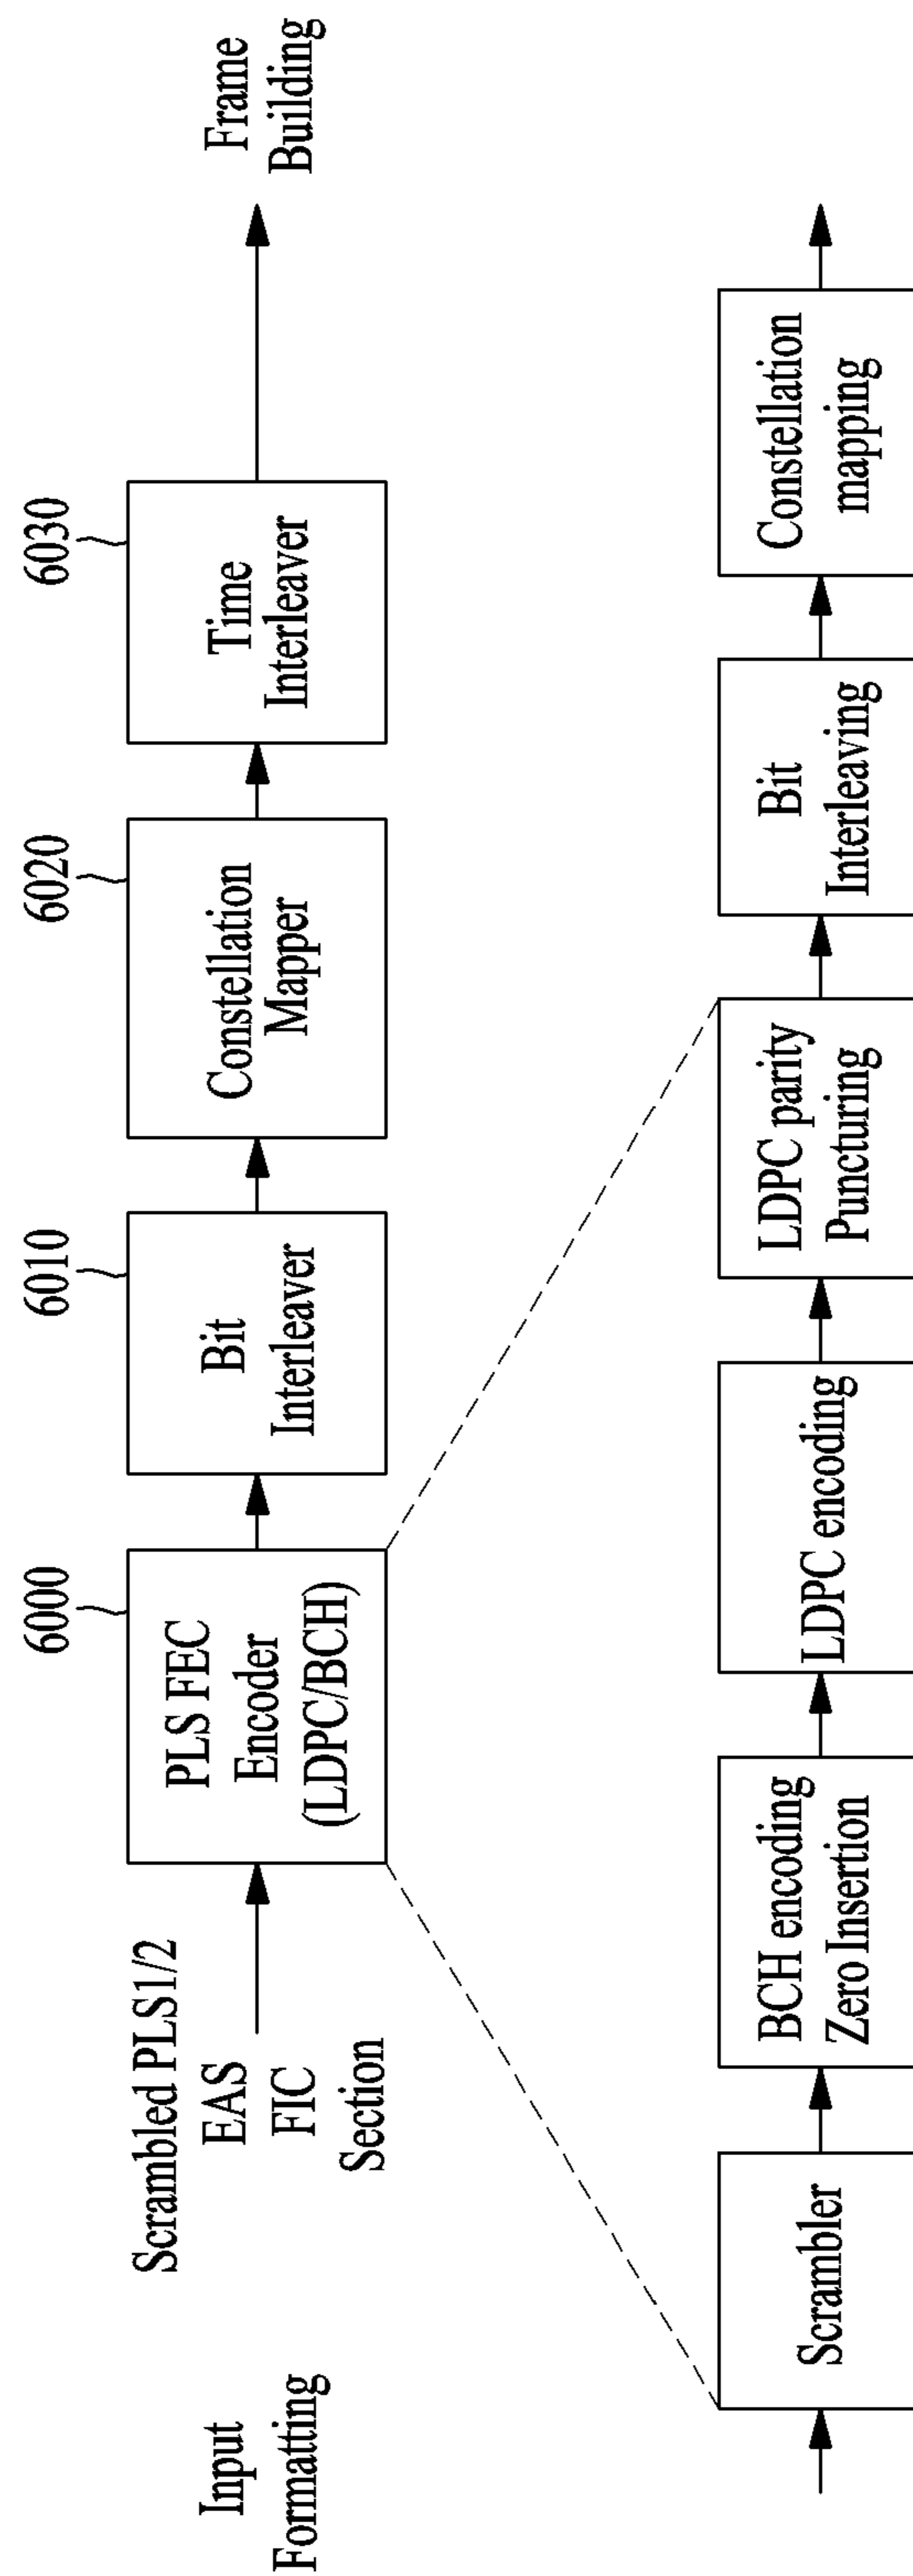 Input
Formatting
Scrambled PLS1/2
EAS
FIC
Section
6000
PLS FEC
Encoder
(LDPC/BCH)
6010
Bit
Interleaver
6020
Constellation
Mapper
6030
Time
Interleaver
Frame
Building
Scrambler
BCH encoding
Zero Insertion
LDPC encoding
LDPC parity
Puncturing
Bit
Interleaving
Constellation
mapping